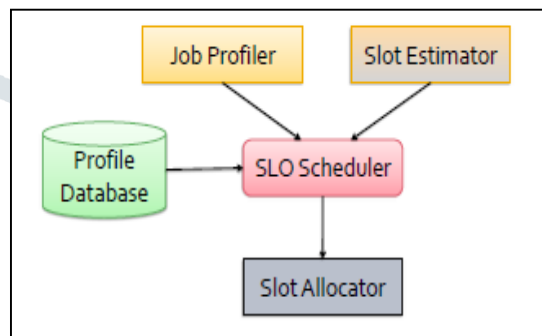 Job Profiler
Slot Estimator
Profile
Database
SLO Scheduler
Slot Allocator